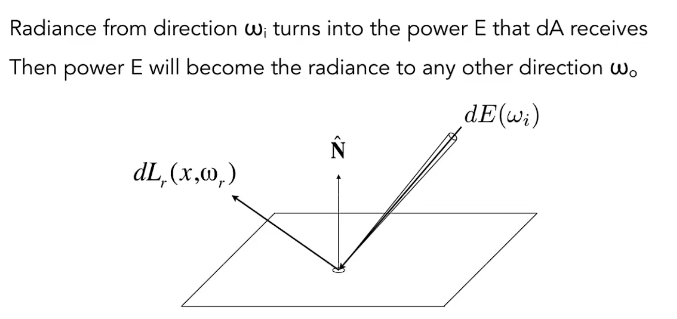 Radiance from direction ωi turns into the power E that dA receives
Then power E will become the radiance to any other direction ωo
dE(ωi)
N̂
dLr(x,ωr)